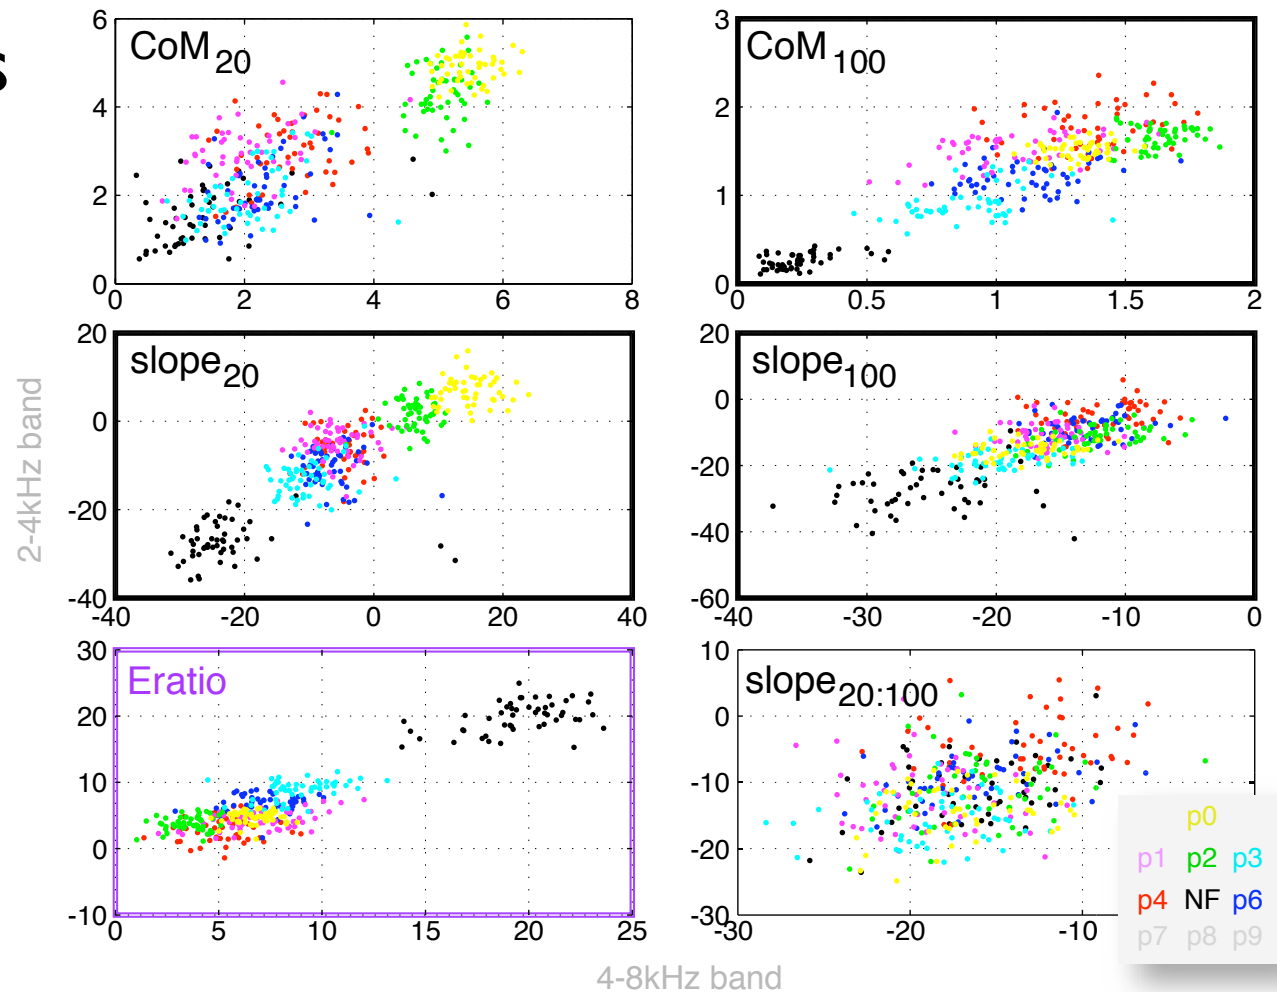 s
CoM20
6
4
2
0
0 2 4 6 8
CoM100
3
2
1
0
0 0.5 1 1.5 2
slope20
20
0
-20
-40
-40 -20 0 20 40
slope100
20
0
-20
-40
-60
-40 -30 -20 -10 0
Eratio
30
20
10
0
-10
0 5 10 15 20 25
slope20:100
10
0
-10
-20
-30
-30 -20 -10
2-4kHz band
4-8kHz band
p0
p1 p2 p3
p4 NF p6
p7 p8 p9